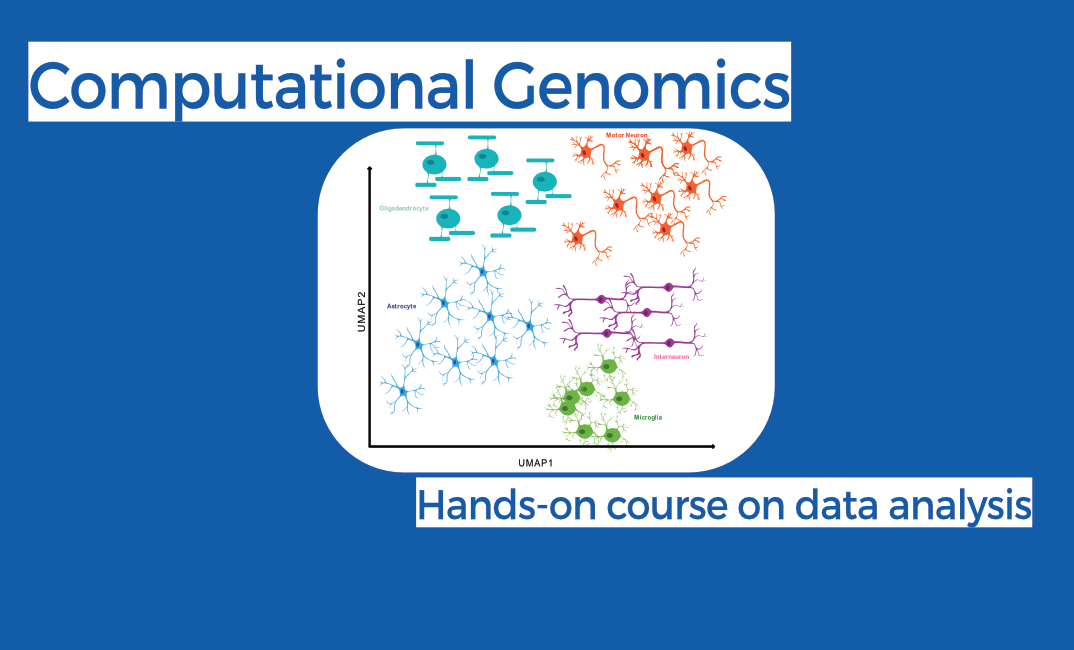 Computational Genomics
Motor Neuron
Oligodendrocyte
UMAP2
Astrocyte
Interneuron
Microglia
UMAP1
Hands-on course on data analysis